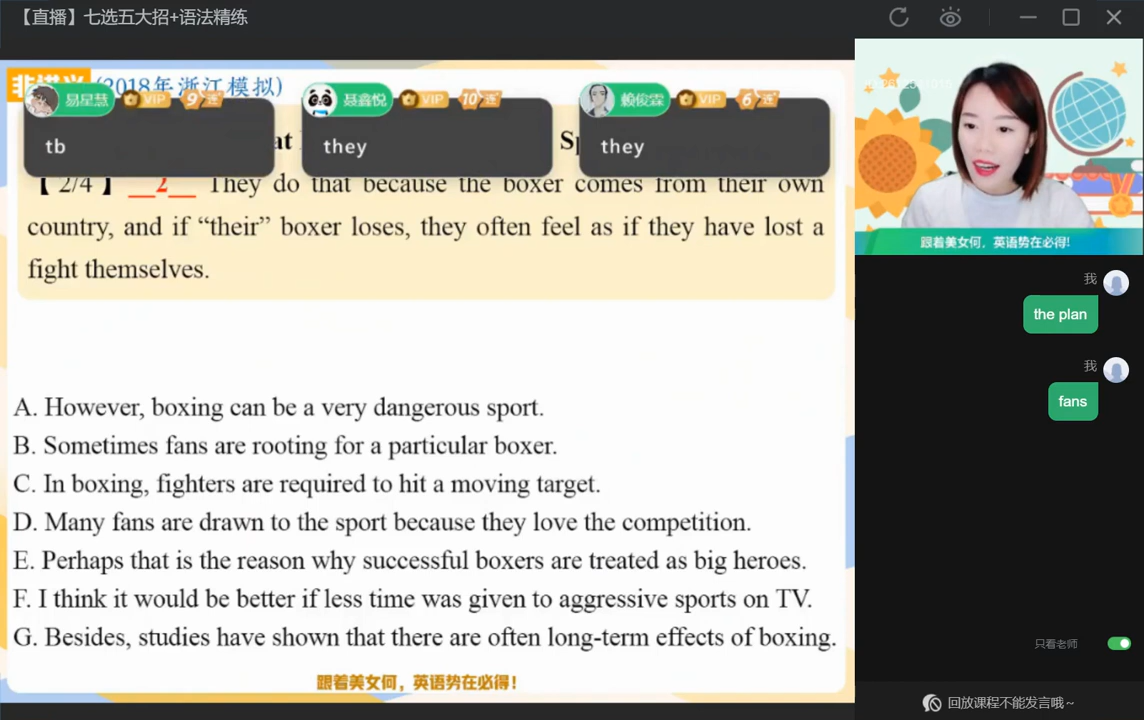 【直播】七选五大招+语法精练
(2018年浙江模拟)
易星慧 VIP 9连
tb
聂鑫悦 VIP 10连
they
赖俊霖 VIP 6连
they
at
【 2/4 】 __2__ They do that because the boxer comes from their own
country, and if “their” boxer loses, they often feel as if they have lost a
fight themselves.
A. However, boxing can be a very dangerous sport.
B. Sometimes fans are rooting for a particular boxer.
C. In boxing, fighters are required to hit a moving target.
D. Many fans are drawn to the sport because they love the competition.
E. Perhaps that is the reason why successful boxers are treated as big heroes.
F. I think it would be better if less time was given to aggressive sports on TV.
G. Besides, studies have shown that there are often long-term effects of boxing.
跟着美女何，英语势在必得！
跟着美女何，英语势在必得!
我
the plan
我
fans
只看老师
回放课程不能发言哦~